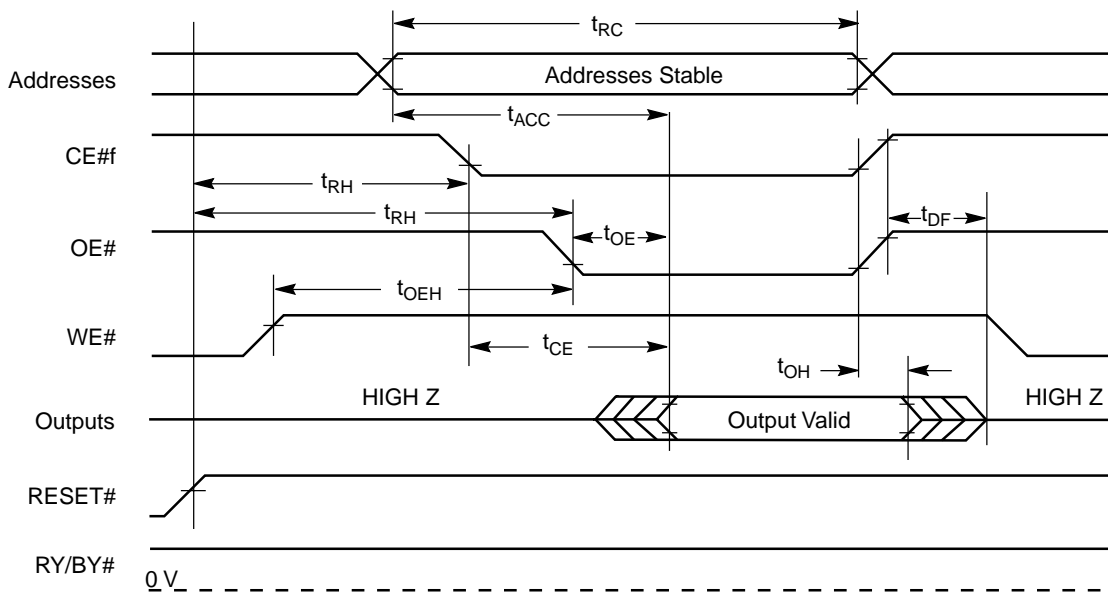 tRC
Addresses
Addresses Stable
tACC
CE#f
tRH
tRH
tDF
OE#
tOE
tOEH
WE#
tCE
tOH
HIGH Z
HIGH Z
Outputs
Output Valid
RESET#
RY/BY#
0 V